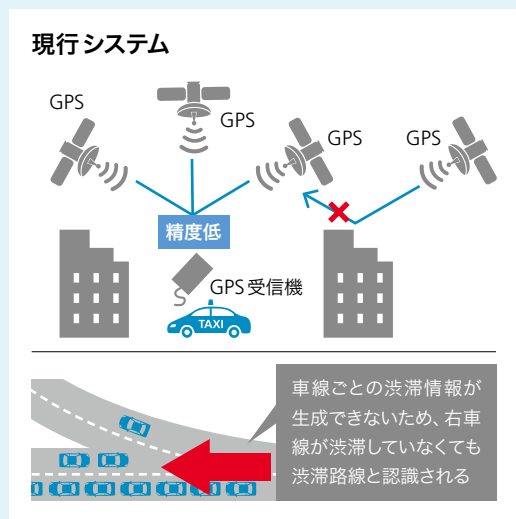 現行システム
GPS
GPS
GPS
GPS
精度低
GPS受信機
TAXI
車線ごとの渋滞情報が
生成できないため、右車
線が渋滞していなくても
渋滞路線と認識される